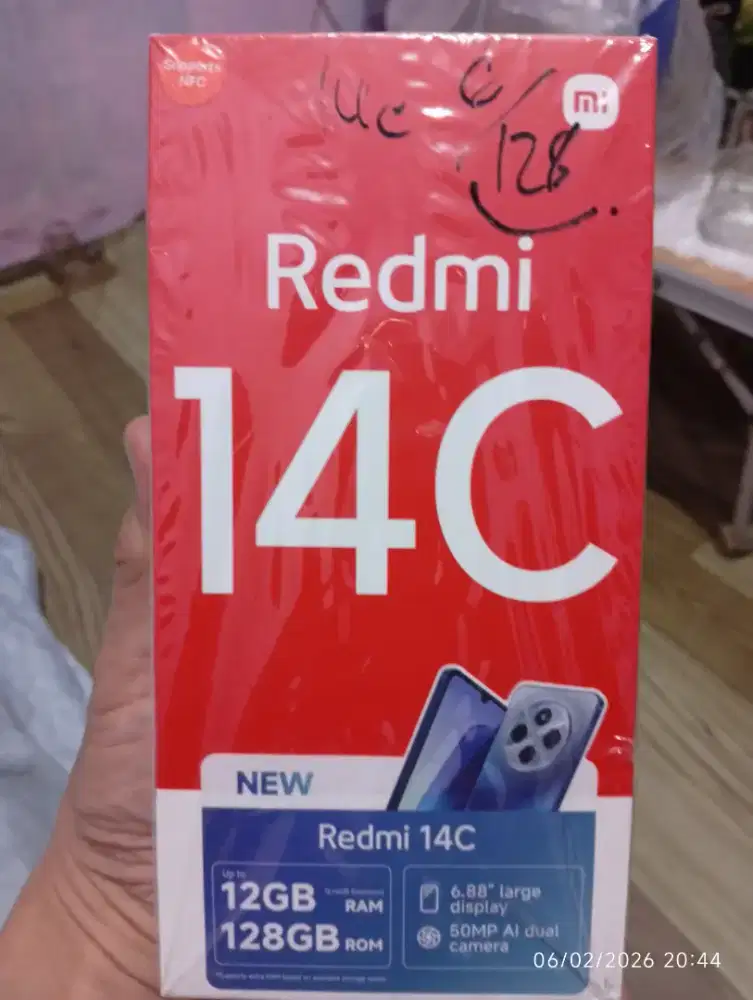 Supports
NFC
14c 6/
128
mi
Redmi
14C
NEW
Redmi 14C
Up to
12GB RAM
128GB ROM
6.88" large
display
50MP AI dual
camera
06/02/2026 20:44